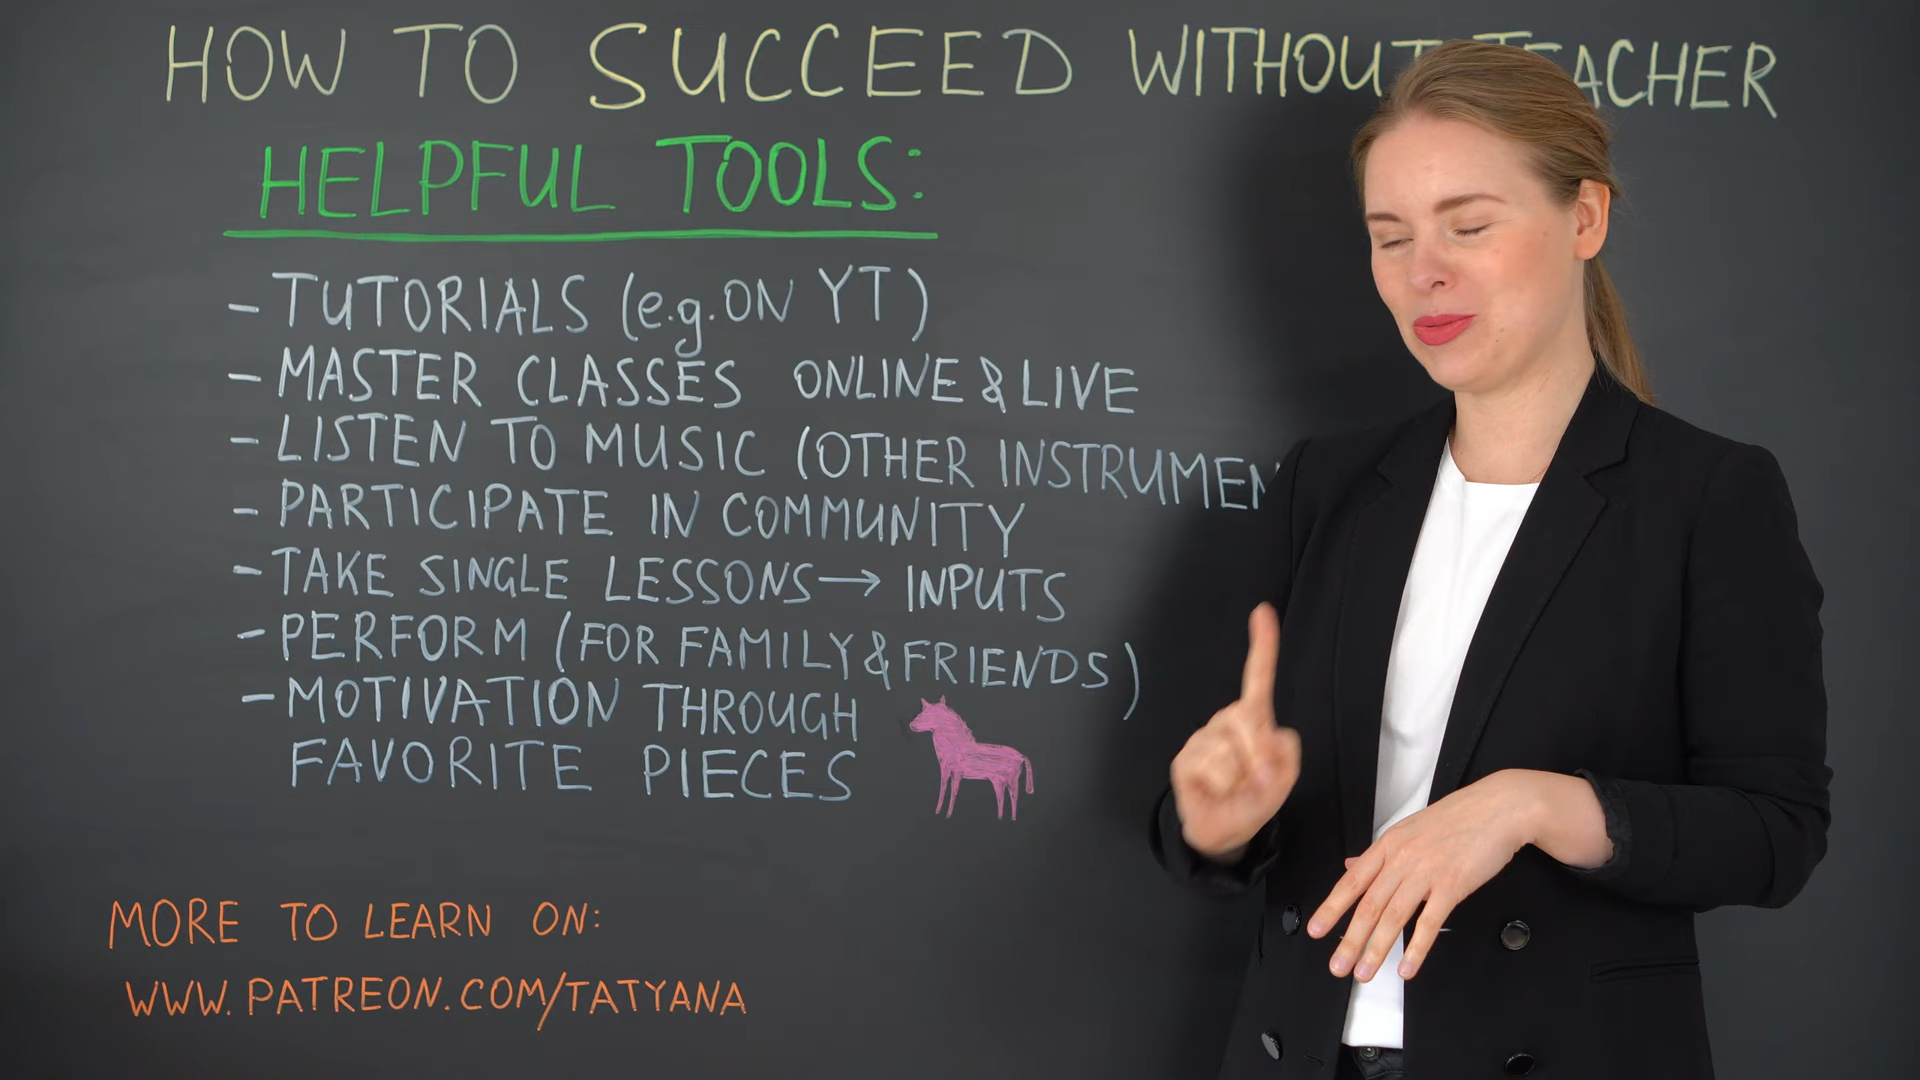 HOW TO SUCCEED WITHOUT TEACHER
HELPFUL TOOLS:
- TUTORIALS (e.g. ON YT)
- MASTER CLASSES ONLINE & LIVE
- LISTEN TO MUSIC (OTHER
- PARTICIPATE IN COMMUNITY
- TAKE SINGLE LESSONS → INPUTS
- PERFORM (FOR FAMILY & FRIENDS)
- MOTIVATION THROUGH
FAVORITE PIECES
MORE TO LEARN ON:
WWW.PATREON.COM/TATYANA